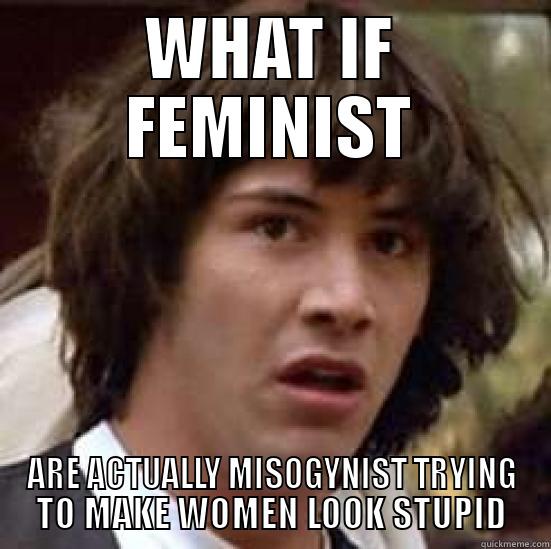 WHAT IF
FEMINIST
ARE ACTUALLY MISOGYNIST TRYING
TO MAKE WOMEN LOOK STUPID
quickmeme.com